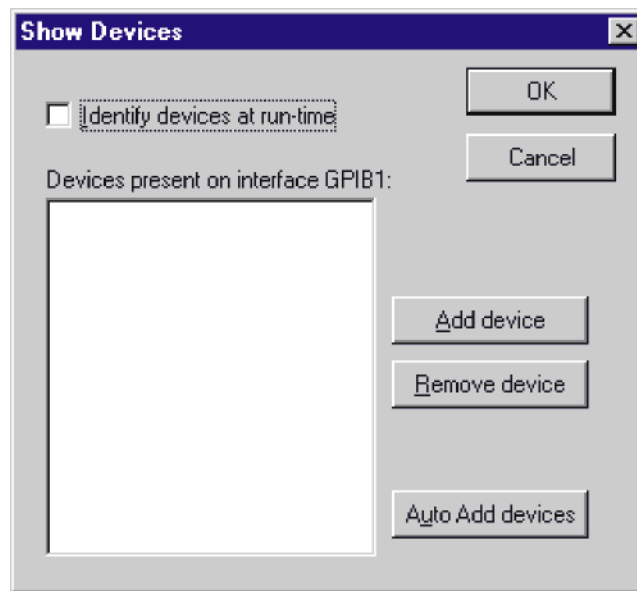 Show Devices
OK
Identify devices at run-time
Cancel
Devices present on interface GPIB1:
Add device
Remove device
Auto Add devices